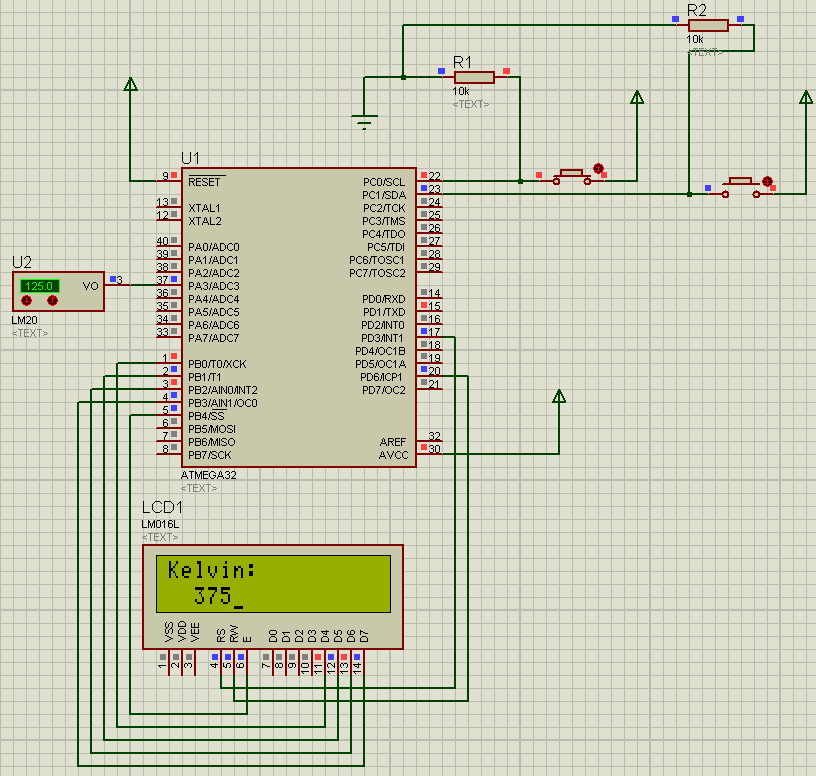 R2
10k
<TEXT>
R1
10k
<TEXT>
U1
9 RESET
13 XTAL1
12 XTAL2
40 PA0/ADC0
39 PA1/ADC1
38 PA2/ADC2
37 PA3/ADC3
36 PA4/ADC4
35 PA5/ADC5
34 PA6/ADC6
33 PA7/ADC7
1 PB0/T0/XCK
2 PB1/T1
3 PB2/AIN0/INT2
4 PB3/AIN1/OC0
5 PB4/SS
6 PB5/MOSI
7 PB6/MISO
8 PB7/SCK
PC0/SCL 22
PC1/SDA 23
PC2/TCK 24
PC3/TMS 25
PC4/TDO 26
PC5/TDI 27
PC6/TOSC1 28
PC7/TOSC2 29
PD0/RXD 14
PD1/TXD 15
PD2/INT0 16
PD3/INT1 17
PD4/OC1B 18
PD5/OC1A 19
PD6/ICP1 20
PD7/OC2 21
AREF 32
AVCC 30
ATMEGA32
<TEXT>
U2
125.0
VO 3
LM20
<TEXT>
LCD1
LM016L
<TEXT>
Kelvin:
375_
VSS VDD VEE RS RW E D0 D1 D2 D3 D4 D5 D6 D7
1 2 3 4 5 6 7 8 9 10 11 12 13 14